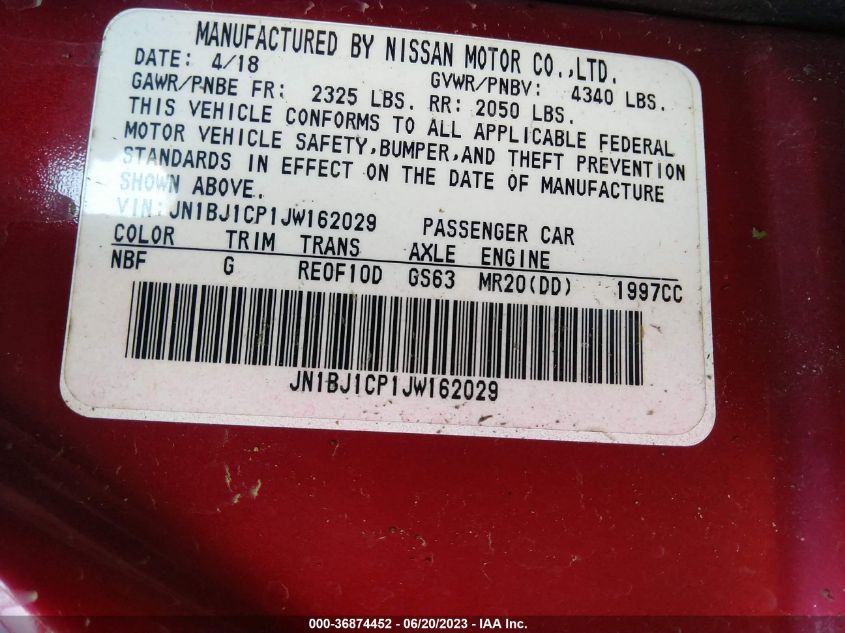 MANUFACTURED BY NISSAN MOTOR CO.,LTD.
DATE: 4/18 GVWR/PNBV: 4340 LBS.
GAWR/PNBE FR: 2325 LBS. RR: 2050 LBS.
THIS VEHICLE CONFORMS TO ALL APPLICABLE FEDERAL
MOTOR VEHICLE SAFETY,BUMPER,AND THEFT PREVENTION
STANDARDS IN EFFECT ON THE DATE OF MANUFACTURE
SHOWN ABOVE.
VIN:JN1BJ1CP1JW162029 PASSENGER CAR
COLOR TRIM TRANS AXLE ENGINE
NBF G RE0F10D GS63 MR20(DD) 1997CC
JN1BJ1CP1JW162029
000-36874452 - 06/20/2023 - IAA Inc.